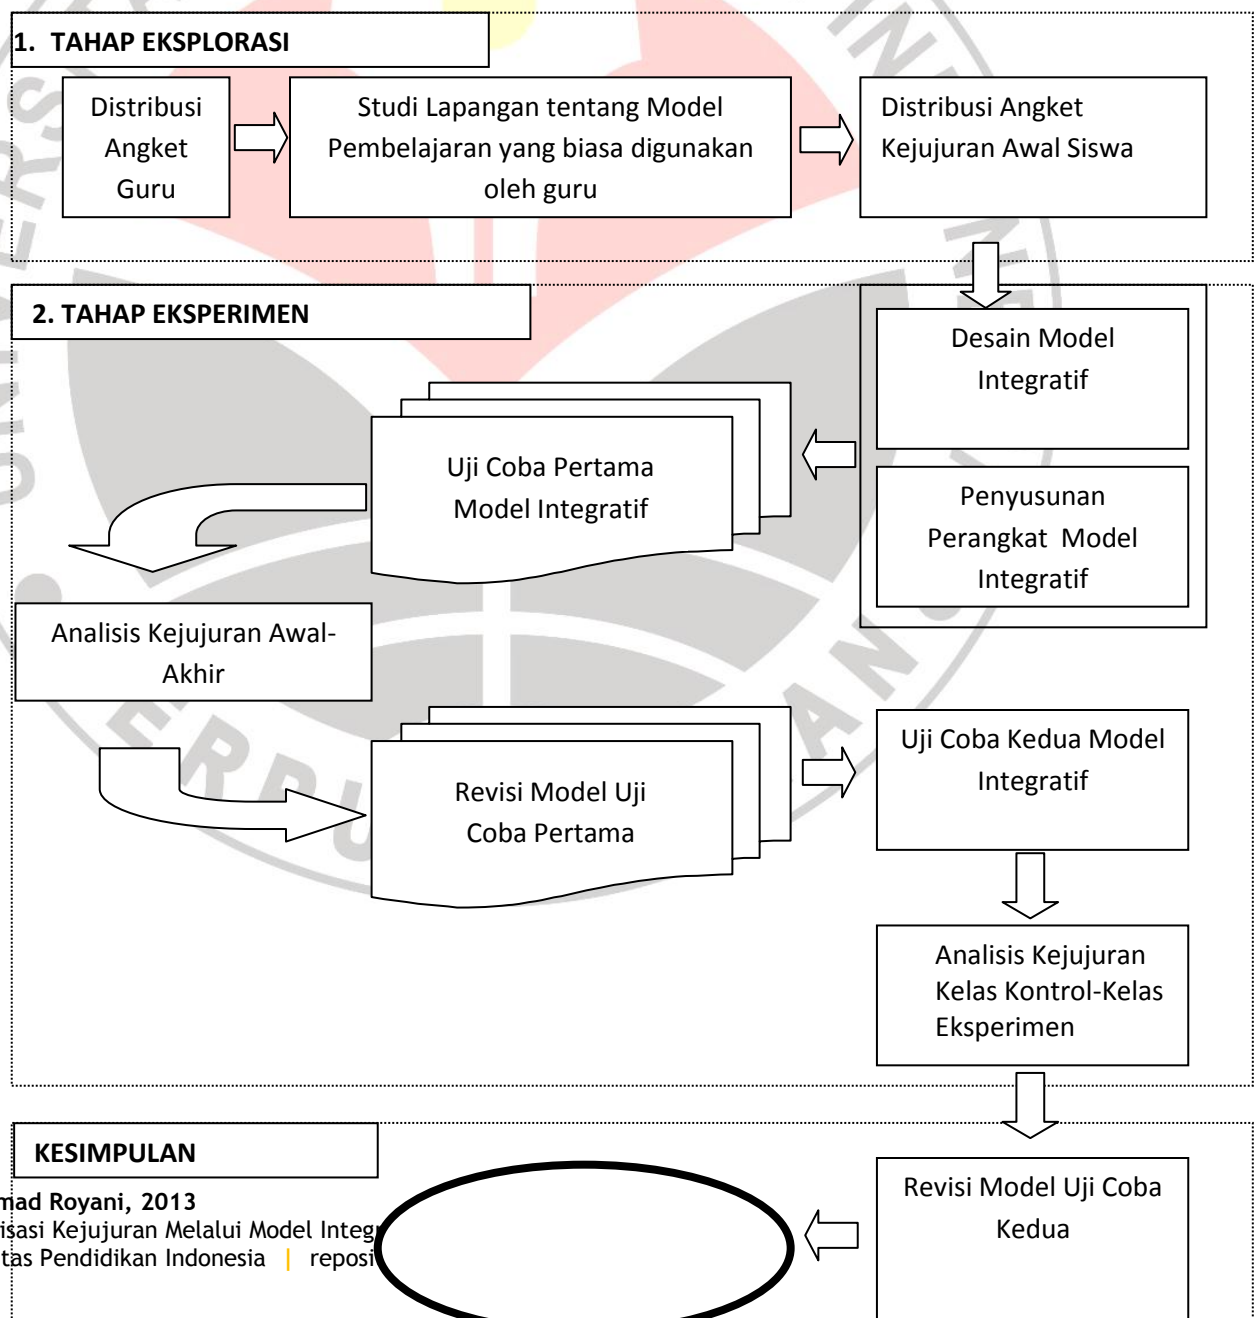 1. TAHAP EKSPLORASI
Distribusi
Angket
Guru
Studi Lapangan tentang Model
Pembelajaran yang biasa digunakan
oleh guru
Distribusi Angket
Kejujuran Awal Siswa
2. TAHAP EKSPERIMEN
Desain Model
Integratif
Penyusunan
Perangkat Model
Integratif
Uji Coba Pertama
Model Integratif
Analisis Kejujuran Awal-
Akhir
Revisi Model Uji
Coba Pertama
Uji Coba Kedua Model
Integratif
Analisis Kejujuran
Kelas Kontrol-Kelas
Eksperimen
KESIMPULAN
Revisi Model Uji Coba
Kedua
mad Royani, 2013
isasi Kejujuran Melalui Model Integ
tas Pendidikan Indonesia | reposi